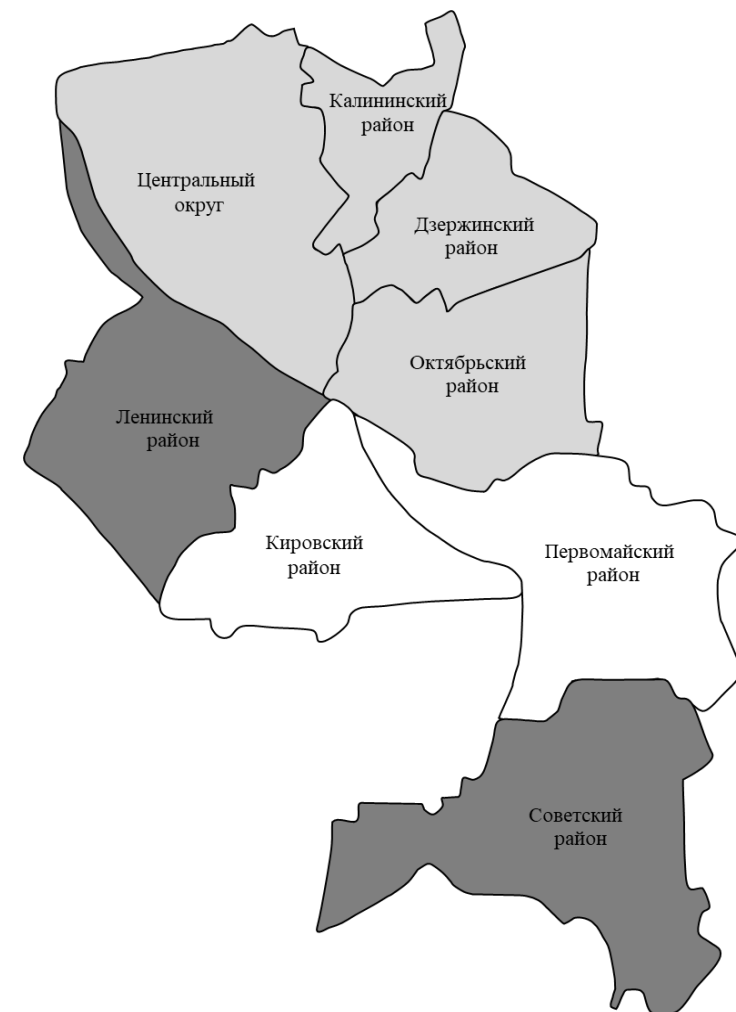 Калининский
район
Центральный
округ
Дзержинский
район
Октябрьский
район
Ленинский
район
Кировский
район
Первомайский
район
Советский
район